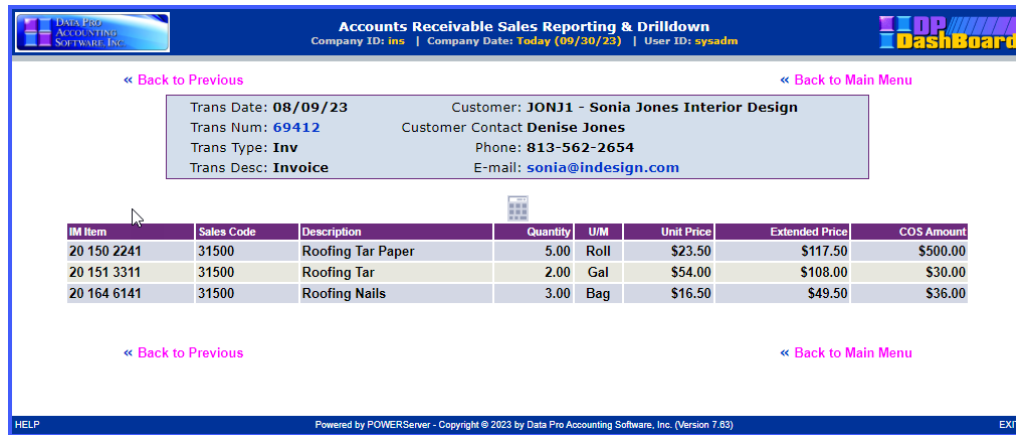 DATA PRO
ACCOUNTING
SOFTWARE, INC.
Accounts Receivable Sales Reporting & Drilldown
Company ID: ins | Company Date: Today (09/30/23) | User ID: sysadm
DP
DashBoard
« Back to Previous « Back to Main Menu
Trans Date: 08/09/23 Customer: JONJ1 - Sonia Jones Interior Design
Trans Num: 69412 Customer Contact Denise Jones
Trans Type: Inv Phone: 813-562-2654
Trans Desc: Invoice E-mail: sonia@indesign.com
IM Item Sales Code Description Quantity U/M Unit Price Extended Price COS Amount
20 150 2241 31500 Roofing Tar Paper 5.00 Roll $23.50 $117.50 $500.00
20 151 3311 31500 Roofing Tar 2.00 Gal $54.00 $108.00 $30.00
20 164 6141 31500 Roofing Nails 3.00 Bag $16.50 $49.50 $36.00
« Back to Previous « Back to Main Menu
HELP Powered by POWERServer - Copyright © 2023 by Data Pro Accounting Software, Inc. (Version 7.63) EXI